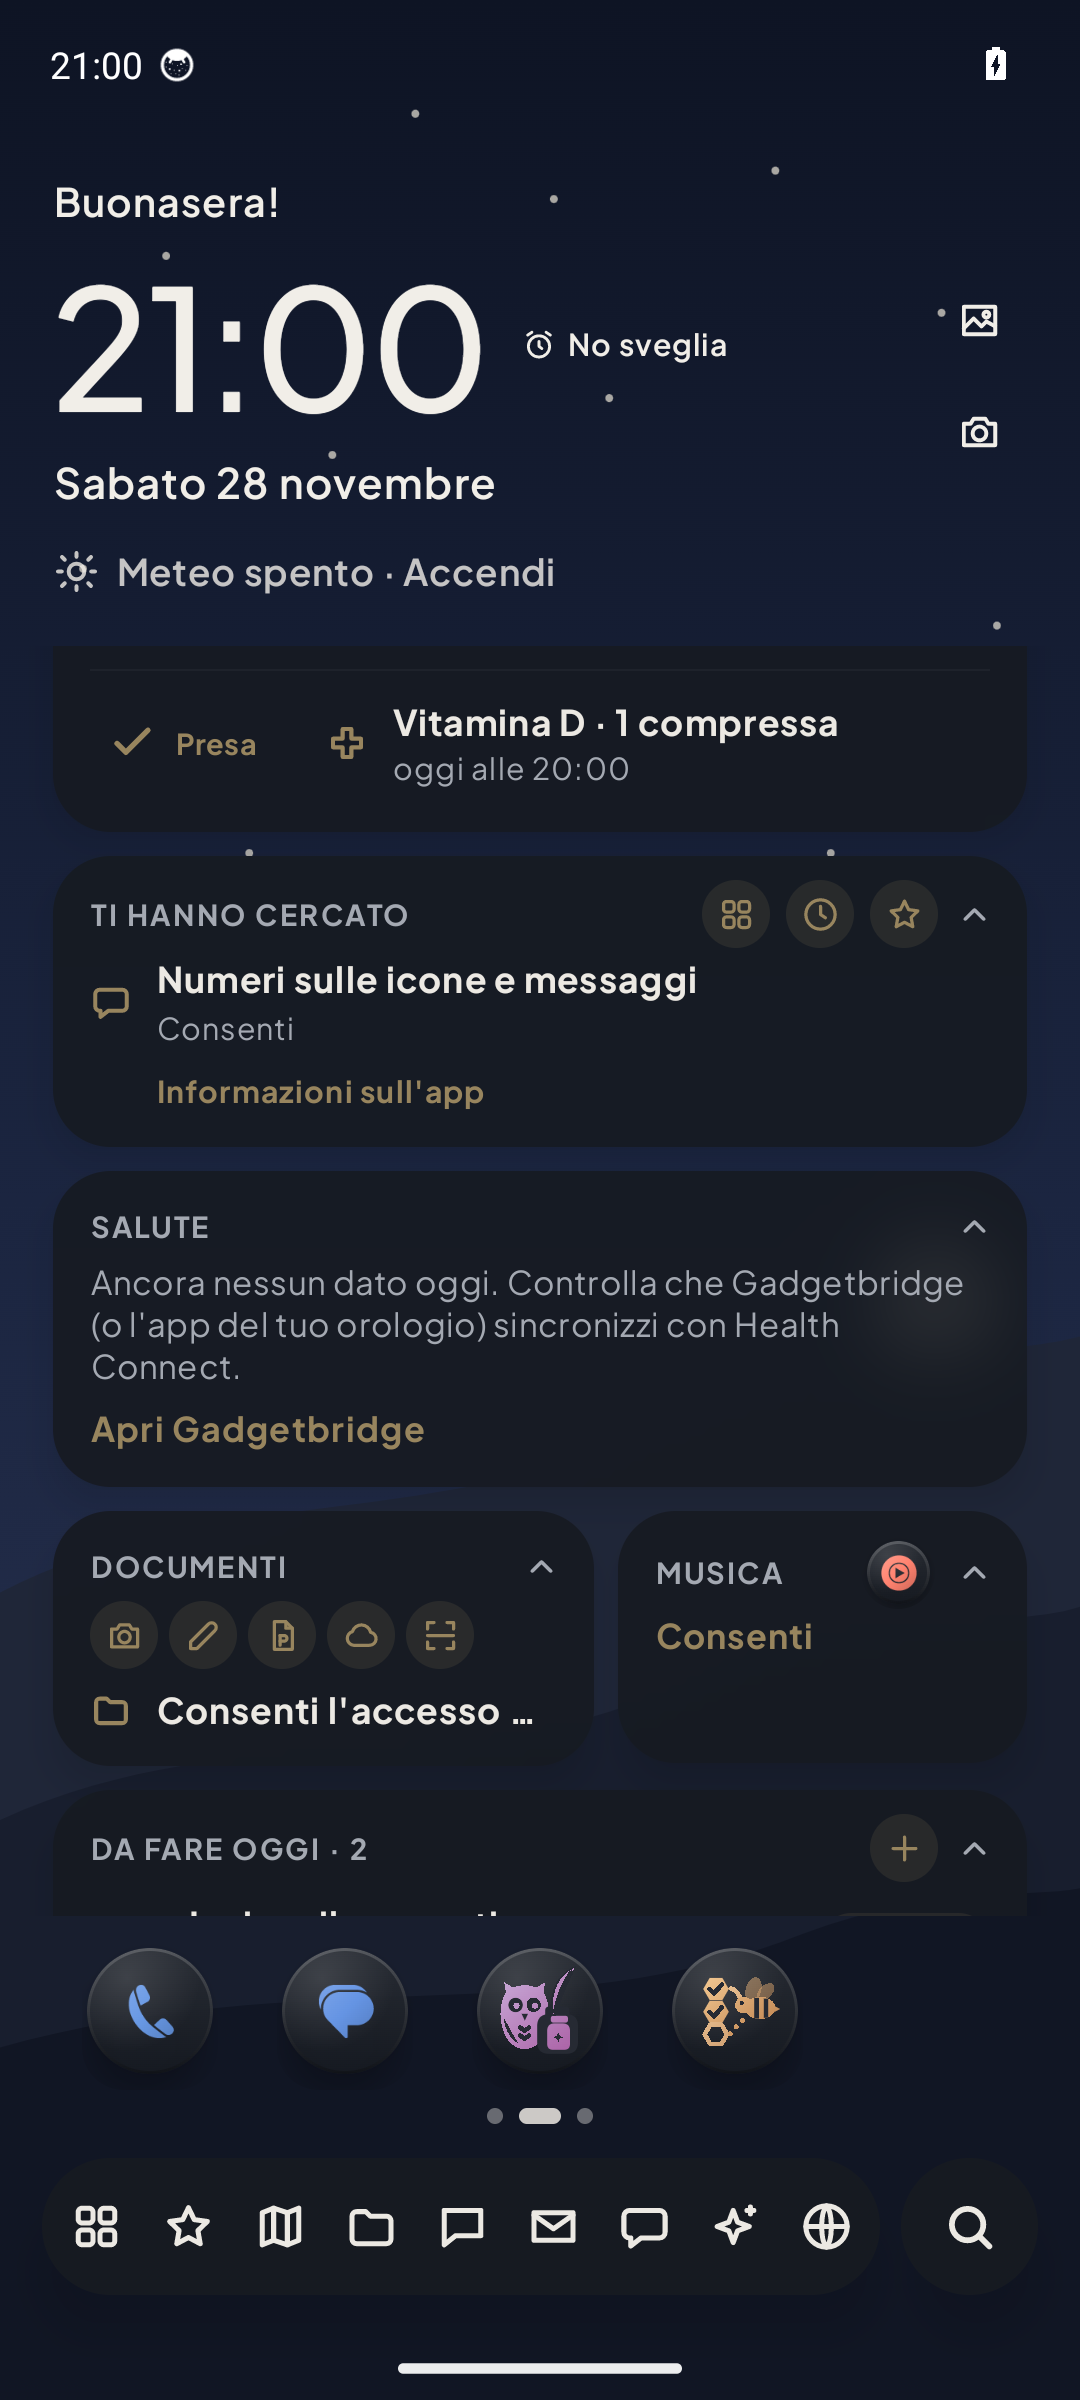 21:00
Buonasera!
21:00
No sveglia
Sabato 28 novembre
Meteo spento · Accendi
Presa
Vitamina D · 1 compressa
oggi alle 20:00
TI HANNO CERCATO
Numeri sulle icone e messaggi
Consenti
Informazioni sull'app
SALUTE
Ancora nessun dato oggi. Controlla che Gadgetbridge
(o l'app del tuo orologio) sincronizzi con Health
Connect.
Apri Gadgetbridge
DOCUMENTI
MUSICA
Consenti
Consenti l'accesso …
DA FARE OGGI · 2